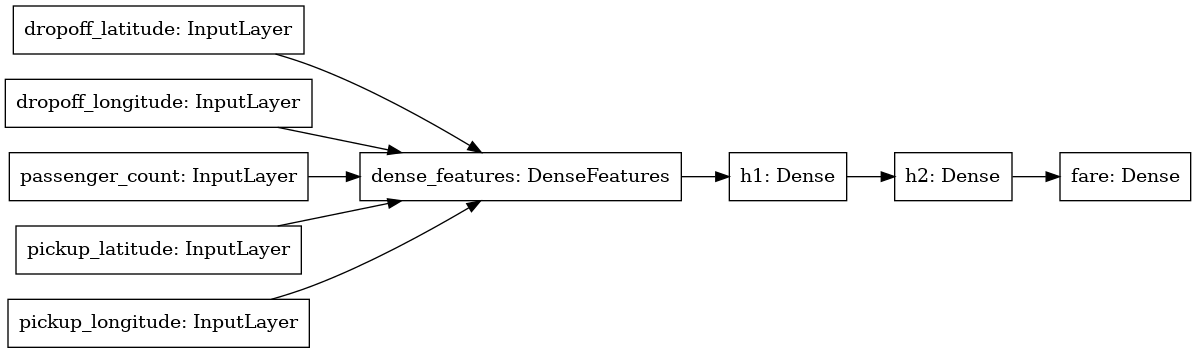 dropoff_latitude: InputLayer
dropoff_longitude: InputLayer
passenger_count: InputLayer
pickup_latitude: InputLayer
pickup_longitude: InputLayer
dense_features: DenseFeatures
h1: Dense
h2: Dense
fare: Dense